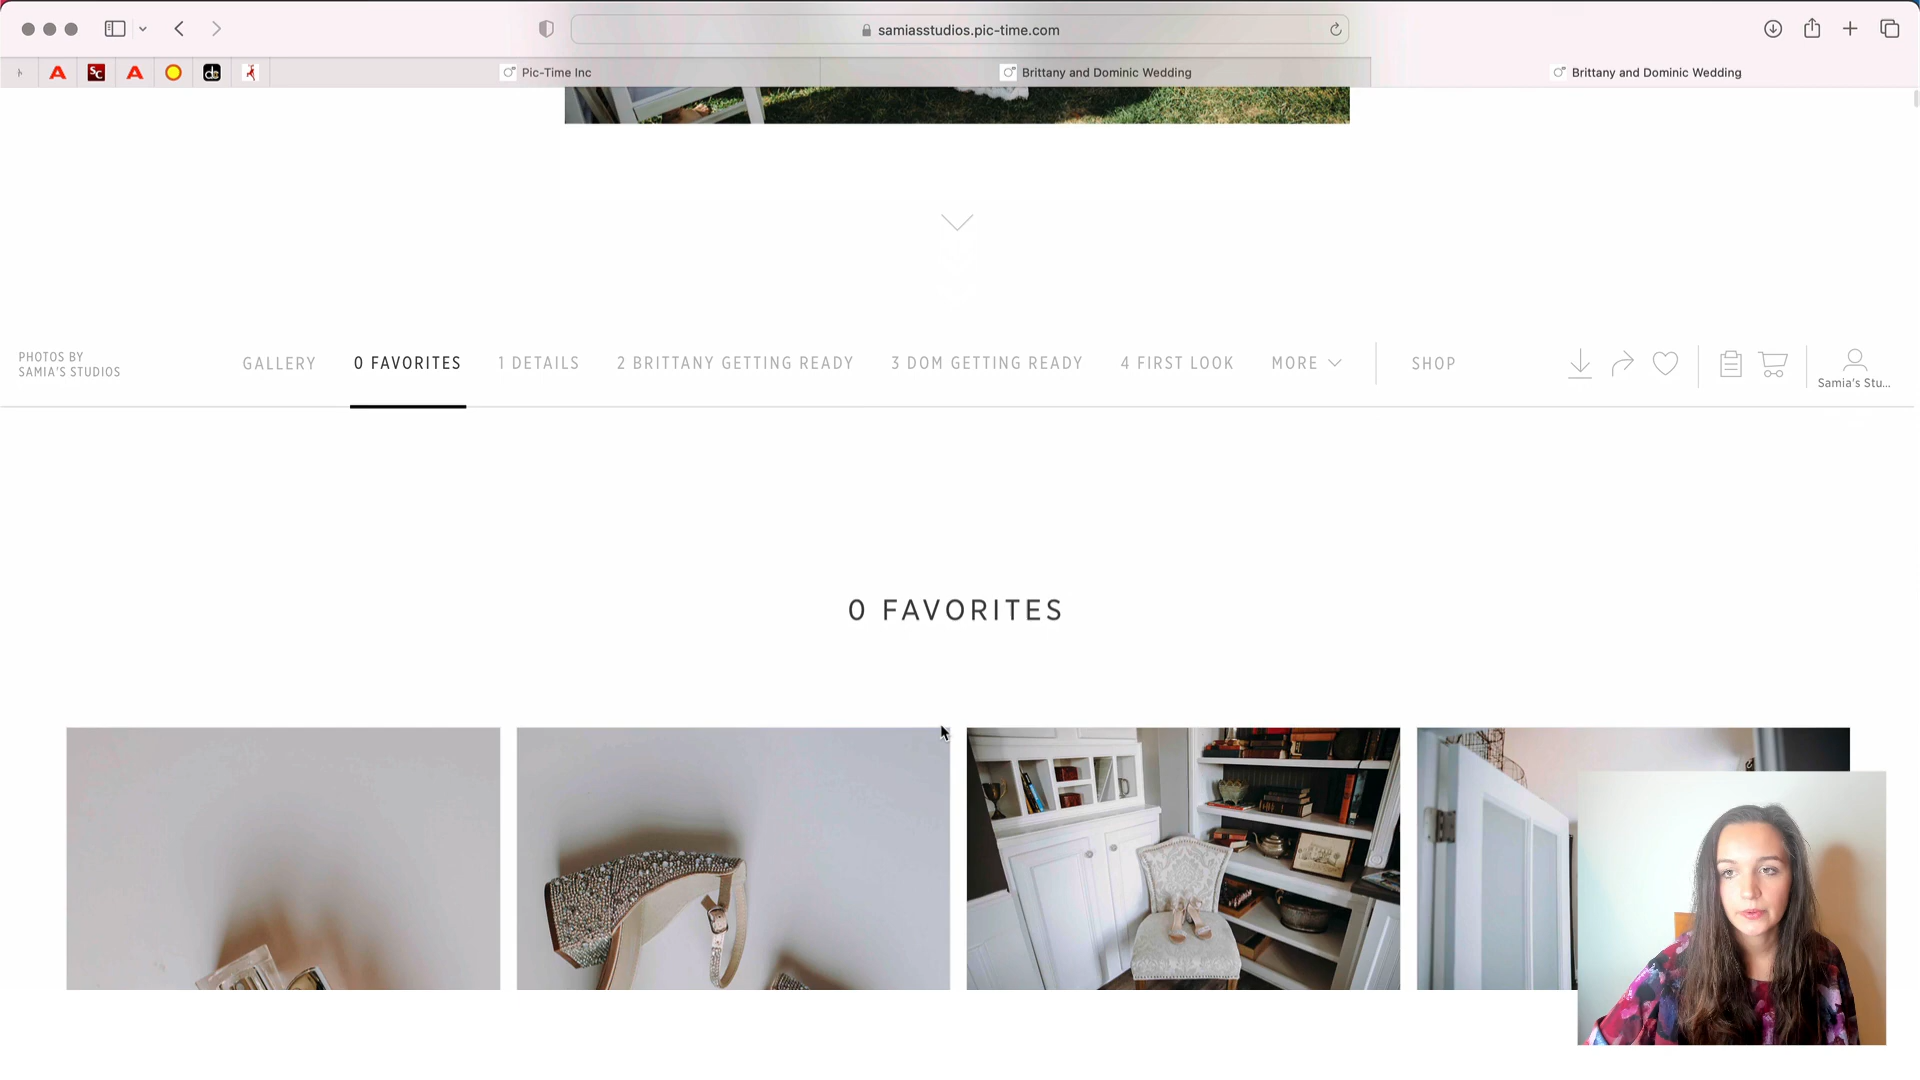 samiasstudios.pic-time.com
A
SC
A
Pic-Time Inc
Brittany and Dominic Wedding
Brittany and Dominic Wedding
PHOTOS BY
SAMIA'S STUDIOS
GALLERY
0 FAVORITES
1 DETAILS
2 BRITTANY GETTING READY
3 DOM GETTING READY
4 FIRST LOOK
MORE
SHOP
Samia's Stu...
0 FAVORITES